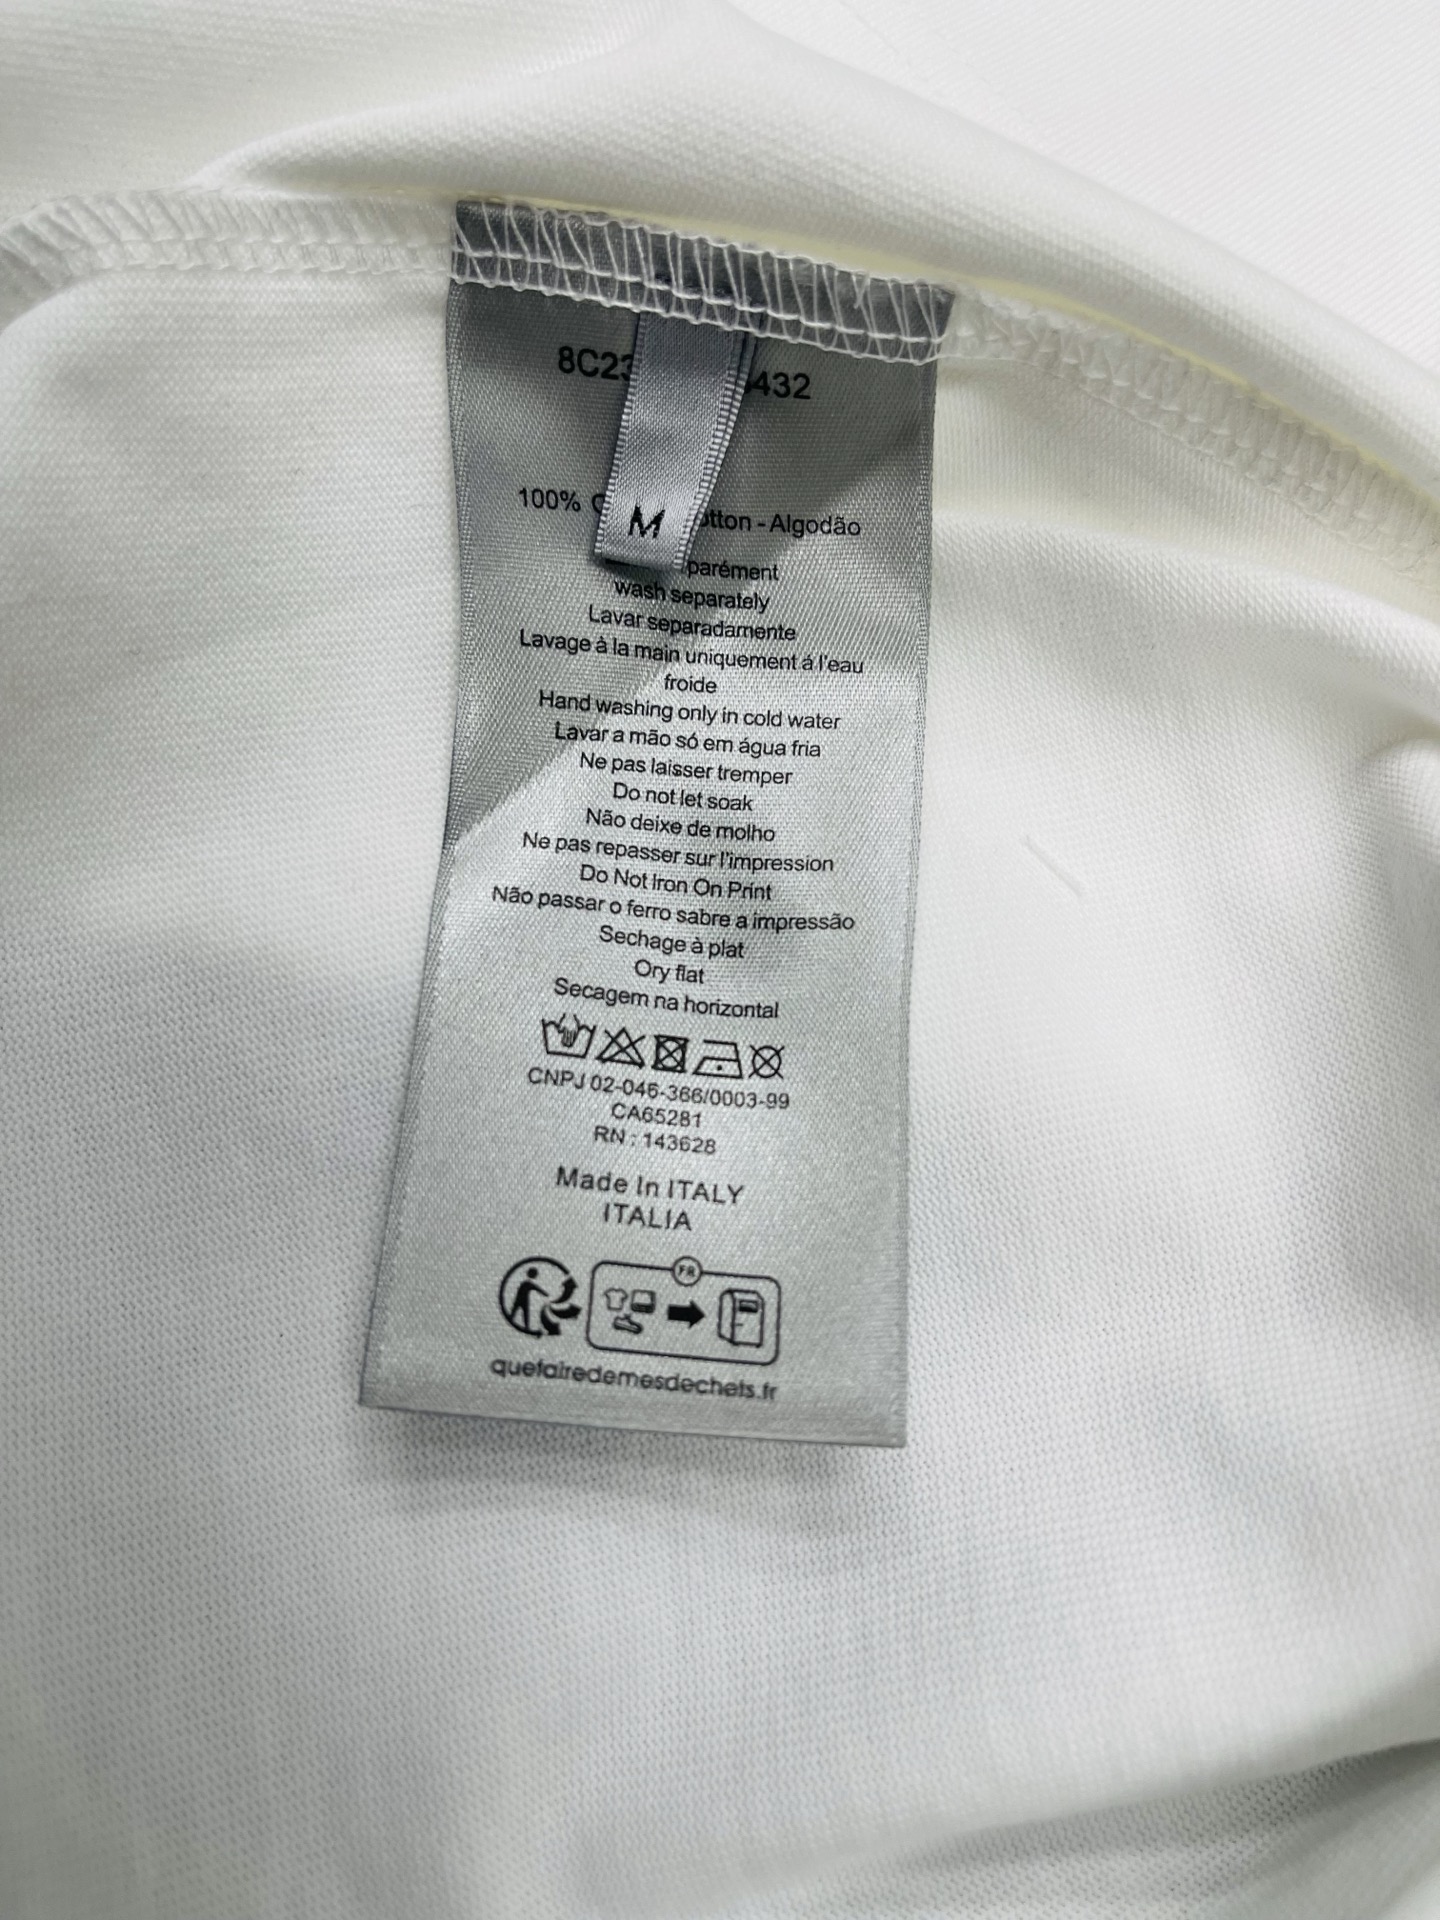 8C23 432
100% - Algodão
M
wash separately
Lavar separadamente
Lavage à la main uniquement á l'eau
froide
Hand washing only in cold water
Lavar a mão só em água fria
Ne pas laisser tremper
Do not let soak
Não deixe de molho
Ne pas repasser sur l'impression
Do Not Iron On Print
Não passar o ferro sabre a impressão
Sechage à plat
Ory flat
Secagem na horizontal
CNPJ 02-046-366/0003-99
CA65281
RN : 143628
Made In ITALY
ITALIA
FR
quefairedemesdechets.fr